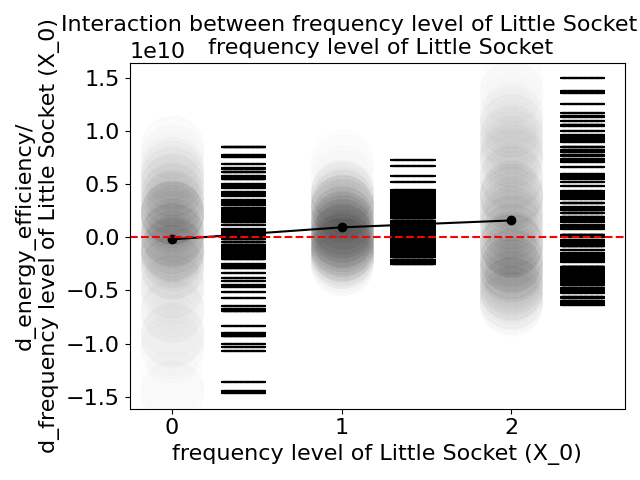 Interaction between frequency level of Little Socket
frequency level of Little Socket
1e10
d_energy_efficiency/
d_frequency level of Little Socket (X_0)
1.5
1.0
0.5
0.0
−0.5
−1.0
−1.5
0 1 2
frequency level of Little Socket (X_0)